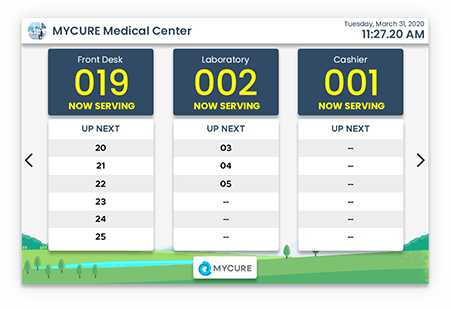 MYCURE Medical Center
Tuesday, March 31, 2020
11:27.20 AM
Front Desk
019
NOW SERVING
UP NEXT
20
21
22
23
24
25
Laboratory
002
NOW SERVING
UP NEXT
03
04
05
--
--
--
Cashier
001
NOW SERVING
UP NEXT
--
--
--
--
--
--
MYCURE